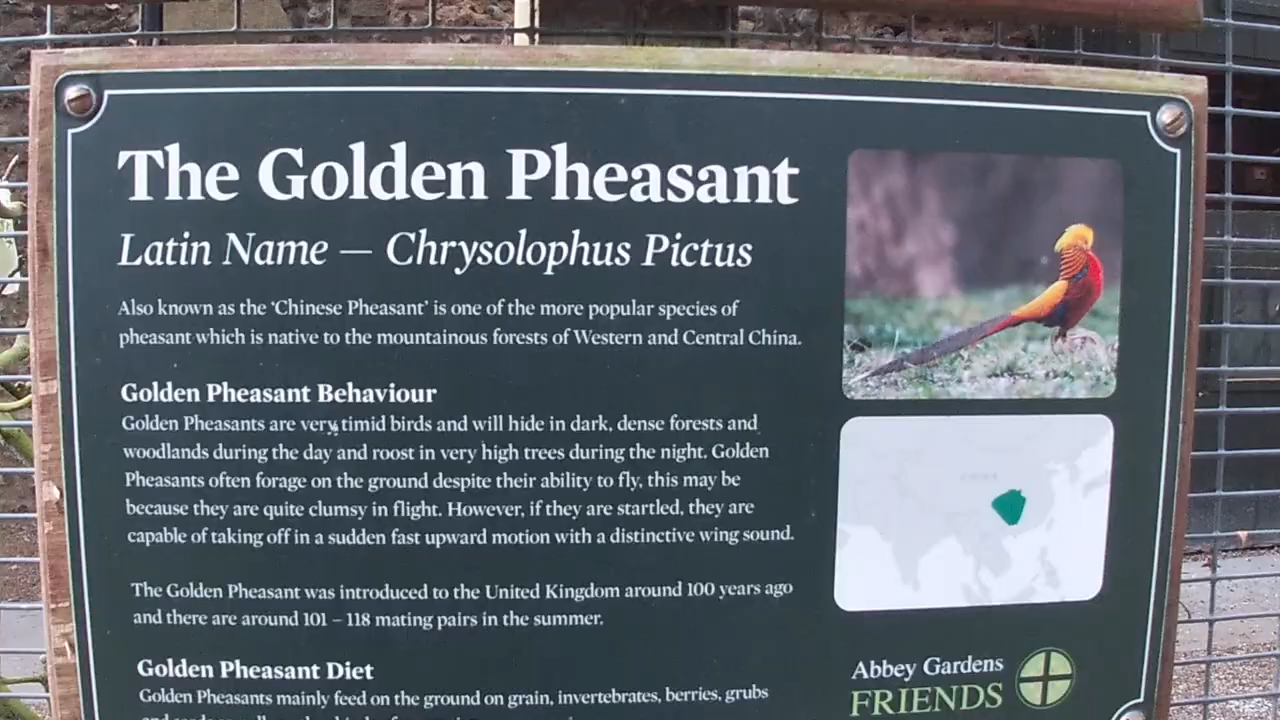 The Golden Pheasant
Latin Name — Chrysolophus Pictus
Also known as the 'Chinese Pheasant' is one of the more popular species of
pheasant which is native to the mountainous forests of Western and Central China.
Golden Pheasant Behaviour
Golden Pheasants are very timid birds and will hide in dark, dense forests and
woodlands during the day and roost in very high trees during the night. Golden
Pheasants often forage on the ground despite their ability to fly, this may be
because they are quite clumsy in flight. However, if they are startled, they are
capable of taking off in a sudden fast upward motion with a distinctive wing sound.
The Golden Pheasant was introduced to the United Kingdom around 100 years ago
and there are around 101 – 118 mating pairs in the summer.
Golden Pheasant Diet
Golden Pheasants mainly feed on the ground on grain, invertebrates, berries, grubs
Abbey Gardens
FRIENDS